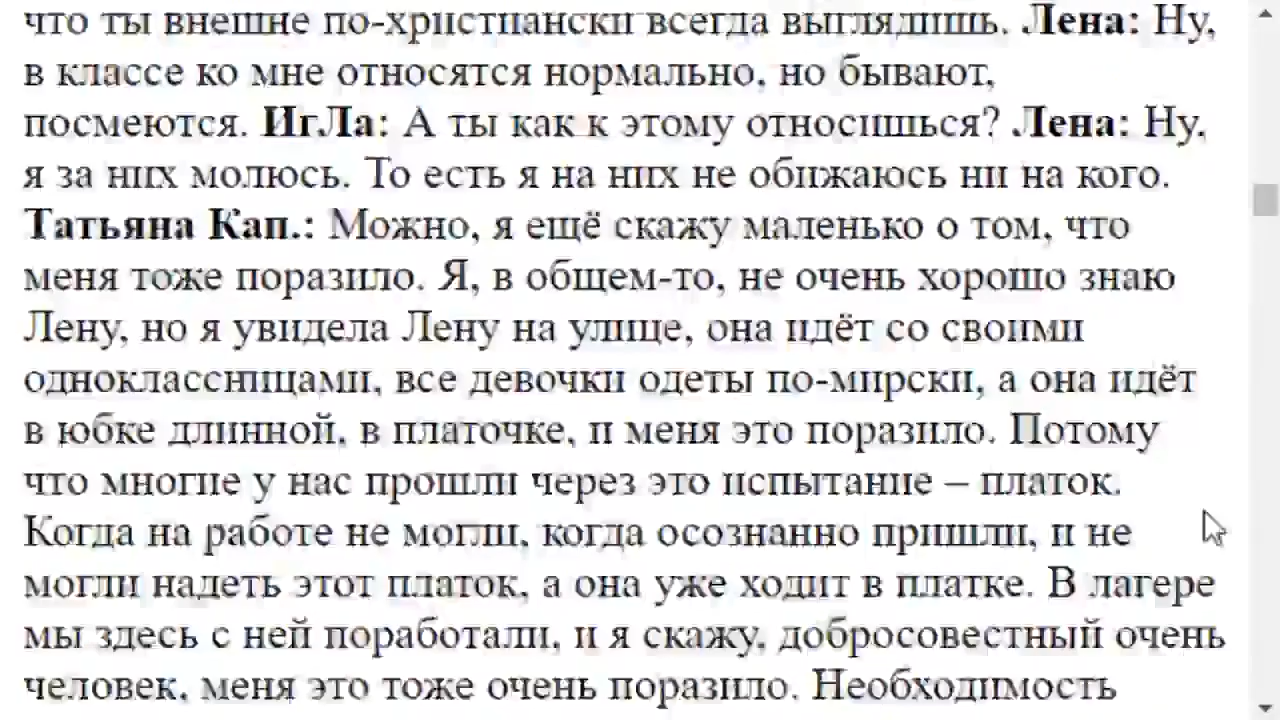 что ты внешне по-христиански всегда выглядишь. Лена: Ну,
в классе ко мне относятся нормально, но бывают,
посмеются. ИгЛа: А ты как к этому относишься? Лена: Ну,
я за них молюсь. То есть я на них не обижаюсь ни на кого.
Татьяна Кап.: Можно, я ещё скажу маленько о том, что
меня тоже поразило. Я, в общем-то, не очень хорошо знаю
Лену, но я увидела Лену на улице, она идёт со своими
одноклассницами, все девочки одеты по-мирски, а она идёт
в юбке длинной, в платочке, и меня это поразило. Потому
что многие у нас прошли через это испытание – платок.
Когда на работе не могли, когда осознанно пришли, и не
могли надеть этот платок, а она уже ходит в платке. В лагере
мы здесь с ней поработали, и я скажу, добросовестный очень
человек, меня это тоже очень поразило. Необходимость